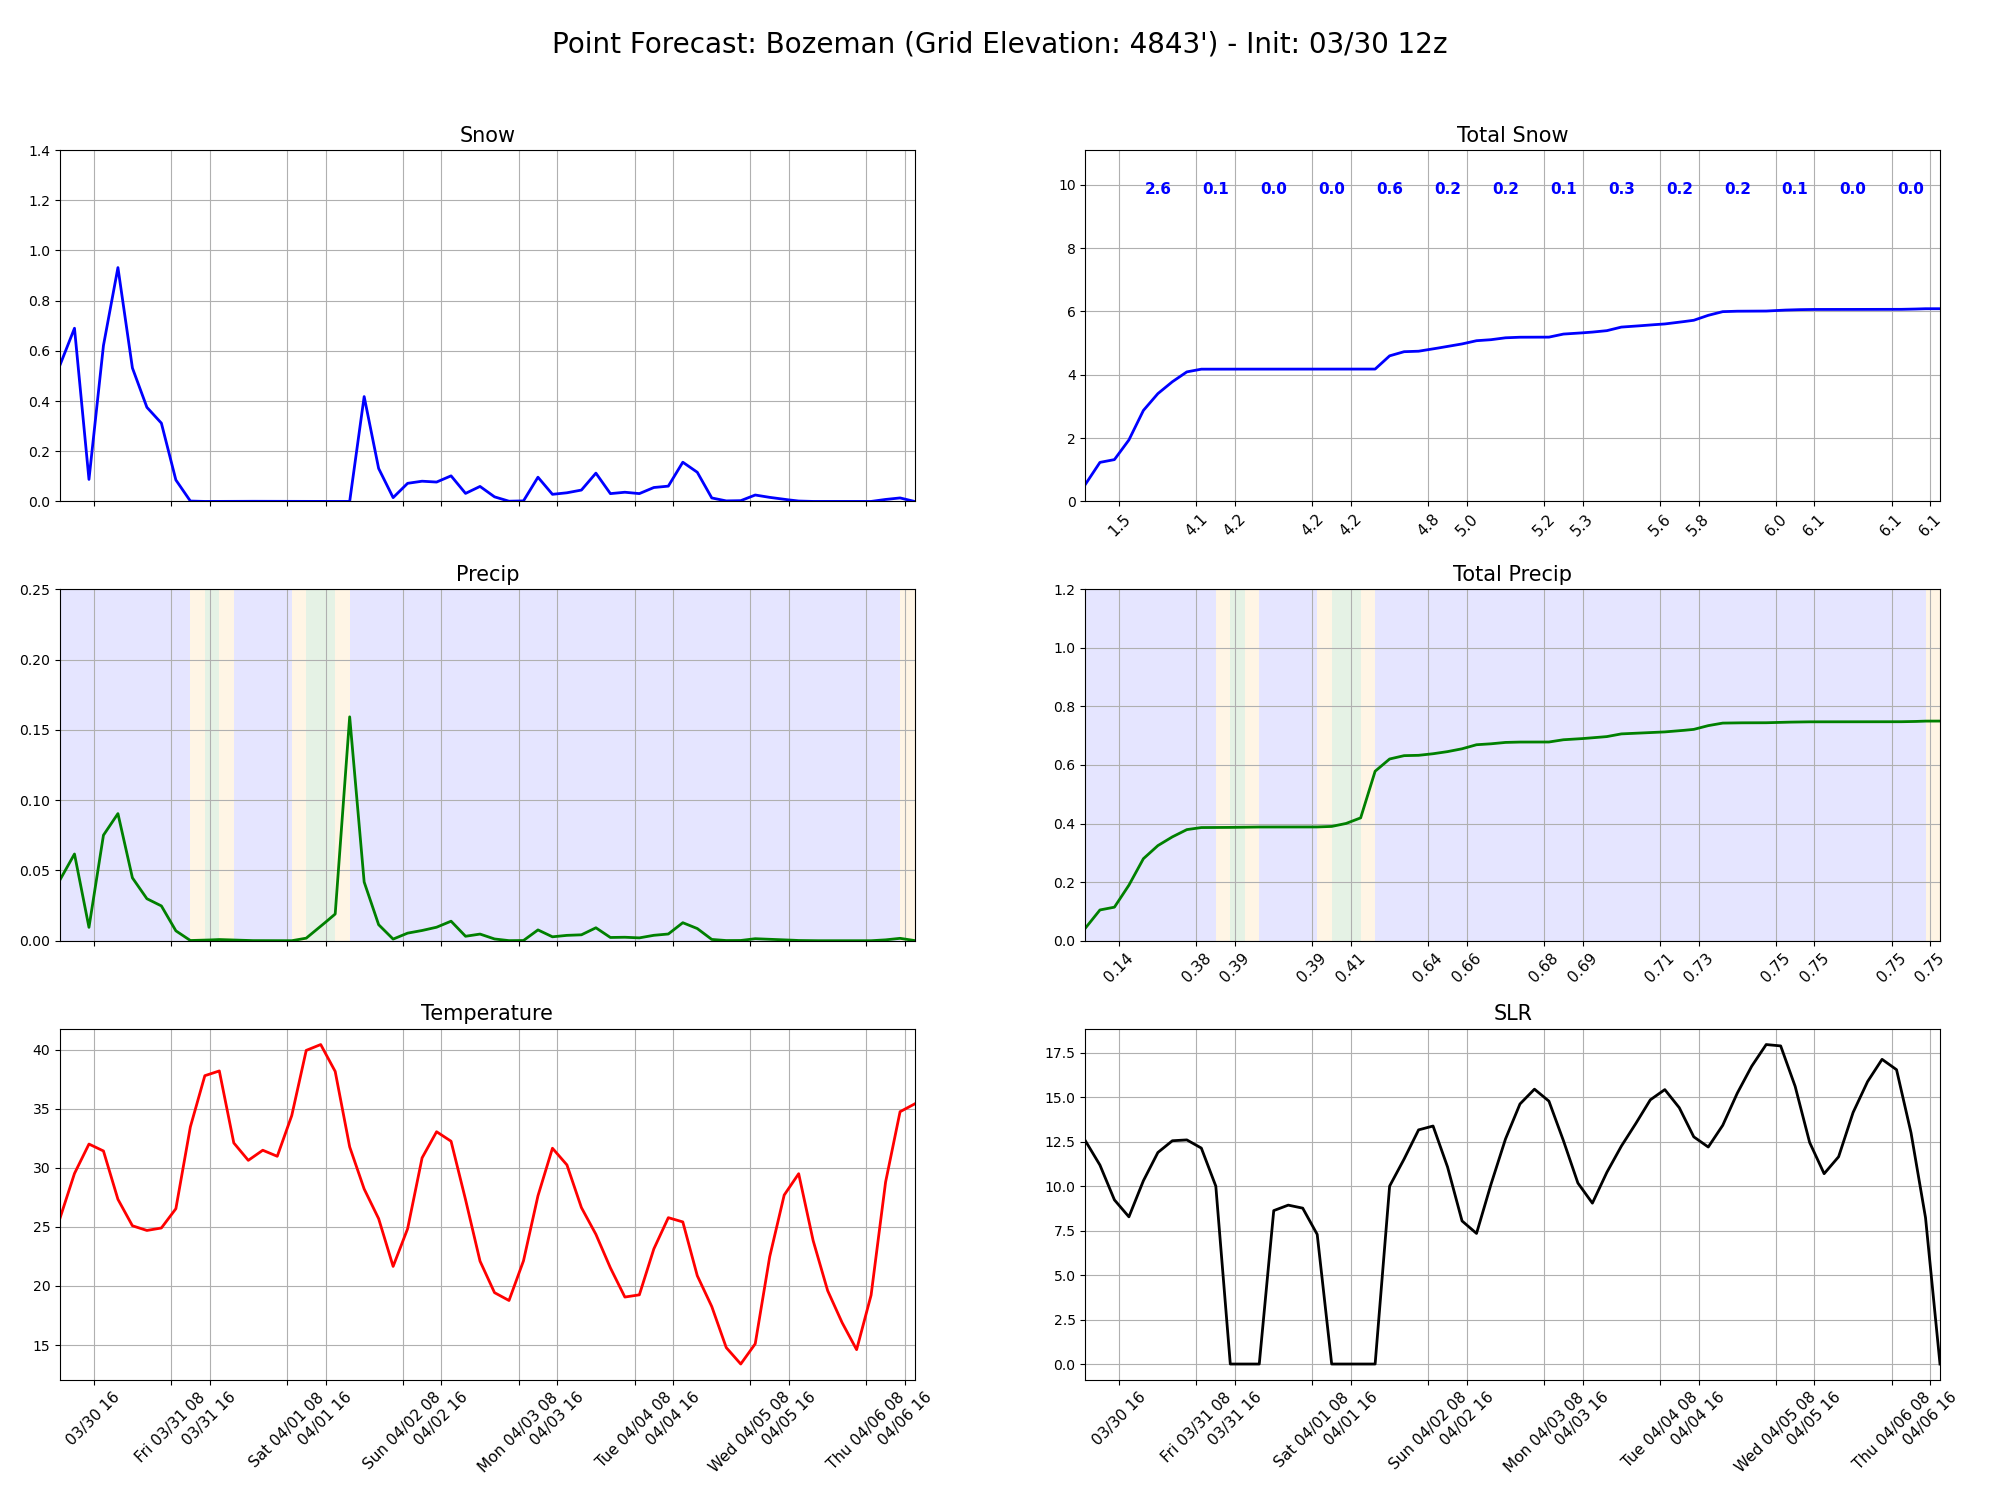 Point Forecast: Bozeman (Grid Elevation: 4843') - Init: 03/30 12z
Snow
1.4
1.2
1.0
0.8
0.6
0.4
0.2
0.0
Total Snow
10
8
6
4
2
0
2.6 0.1 0.0 0.0 0.6 0.2 0.2 0.1 0.3 0.2 0.2 0.1 0.0 0.0
1.5 4.1 4.2 4.2 4.2 4.8 5.0 5.2 5.3 5.6 5.8 6.0 6.1 6.1 6.1
Precip
0.25
0.20
0.15
0.10
0.05
0.00
Total Precip
1.2
1.0
0.8
0.6
0.4
0.2
0.0
0.14 0.38 0.39 0.39 0.41 0.64 0.66 0.68 0.69 0.71 0.73 0.75 0.75 0.75 0.75
Temperature
40
35
30
25
20
15
03/30 16
Fri 03/31 08
03/31 16
Sat 04/01 08
04/01 16
Sun 04/02 08
04/02 16
Mon 04/03 08
04/03 16
Tue 04/04 08
04/04 16
Wed 04/05 08
04/05 16
Thu 04/06 08
04/06 16
SLR
17.5
15.0
12.5
10.0
7.5
5.0
2.5
0.0
03/30 16
Fri 03/31 08
03/31 16
Sat 04/01 08
04/01 16
Sun 04/02 08
04/02 16
Mon 04/03 08
04/03 16
Tue 04/04 08
04/04 16
Wed 04/05 08
04/05 16
Thu 04/06 08
04/06 16